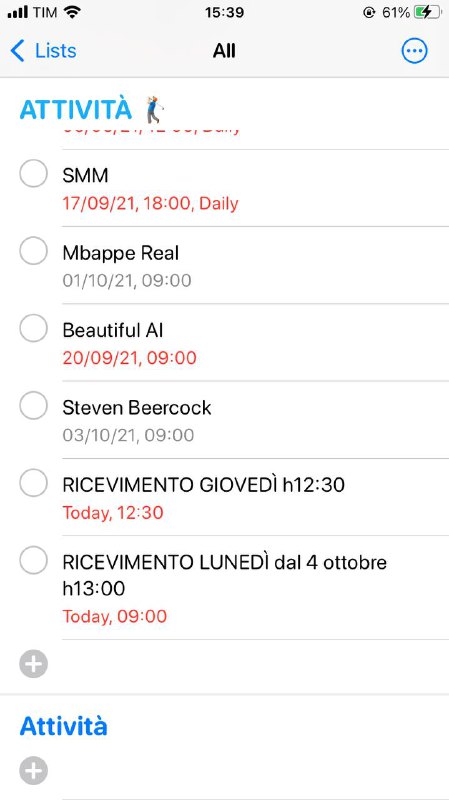 TIM 15:39 61%
Lists All
ATTIVITÀ
SMM
17/09/21, 18:00, Daily
Mbappe Real
01/10/21, 09:00
Beautiful AI
20/09/21, 09:00
Steven Beercock
03/10/21, 09:00
RICEVIMENTO GIOVEDÌ h12:30
Today, 12:30
RICEVIMENTO LUNEDÌ dal 4 ottobre
h13:00
Today, 09:00
Attività